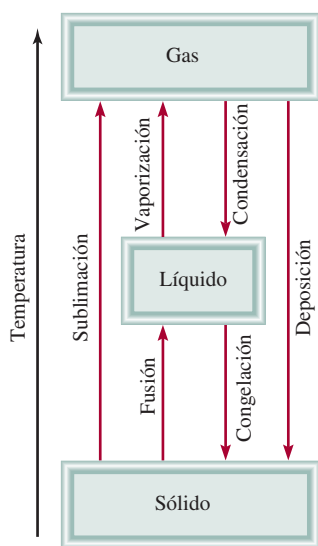 Gas
Temperatura
Sublimación
Vaporización
Condensación
Deposición
Líquido
Fusión
Congelación
Sólido